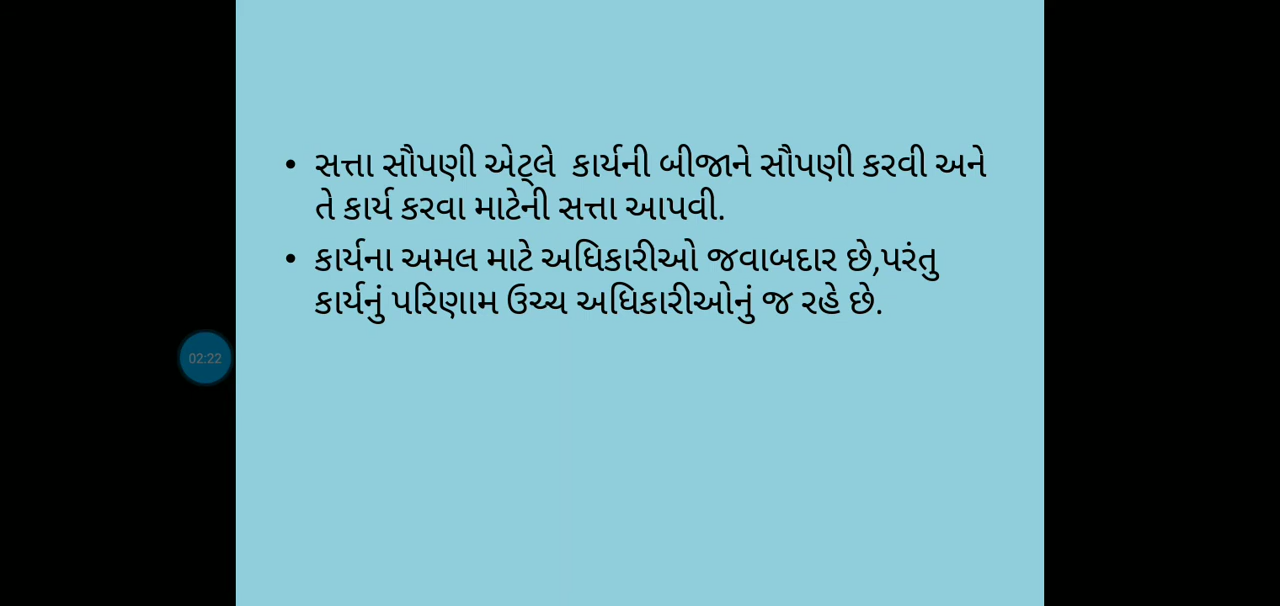 • સત્તા સૌપણી એટ્લે  કાર્યની બીજાને સૌપણી કરવી અને
તે કાર્ય કરવા માટેની સત્તા આપવી.
• કાર્યના અમલ માટે અધિકારીઓ જવાબદાર છે,પરંતુ
કાર્યનું પરિણામ ઉચ્ચ અધિકારીઓનું જ રહે છે.
02:22